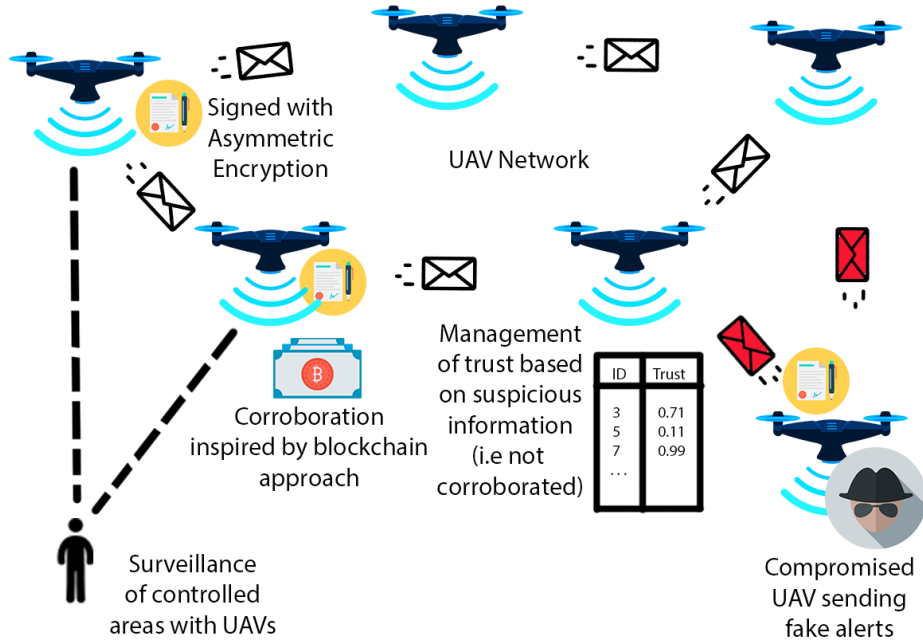 Signed with
Asymmetric
Encryption
UAV Network
Management
of trust based
on suspicious
information
(i.e not
corroborated)
ID Trust
3 0.71
5 0.11
7 0.99
...
B
Corroboration
inspired by blockchain
approach
Surveillance
of controlled
areas with UAVs
Compromised
UAV sending
fake alerts